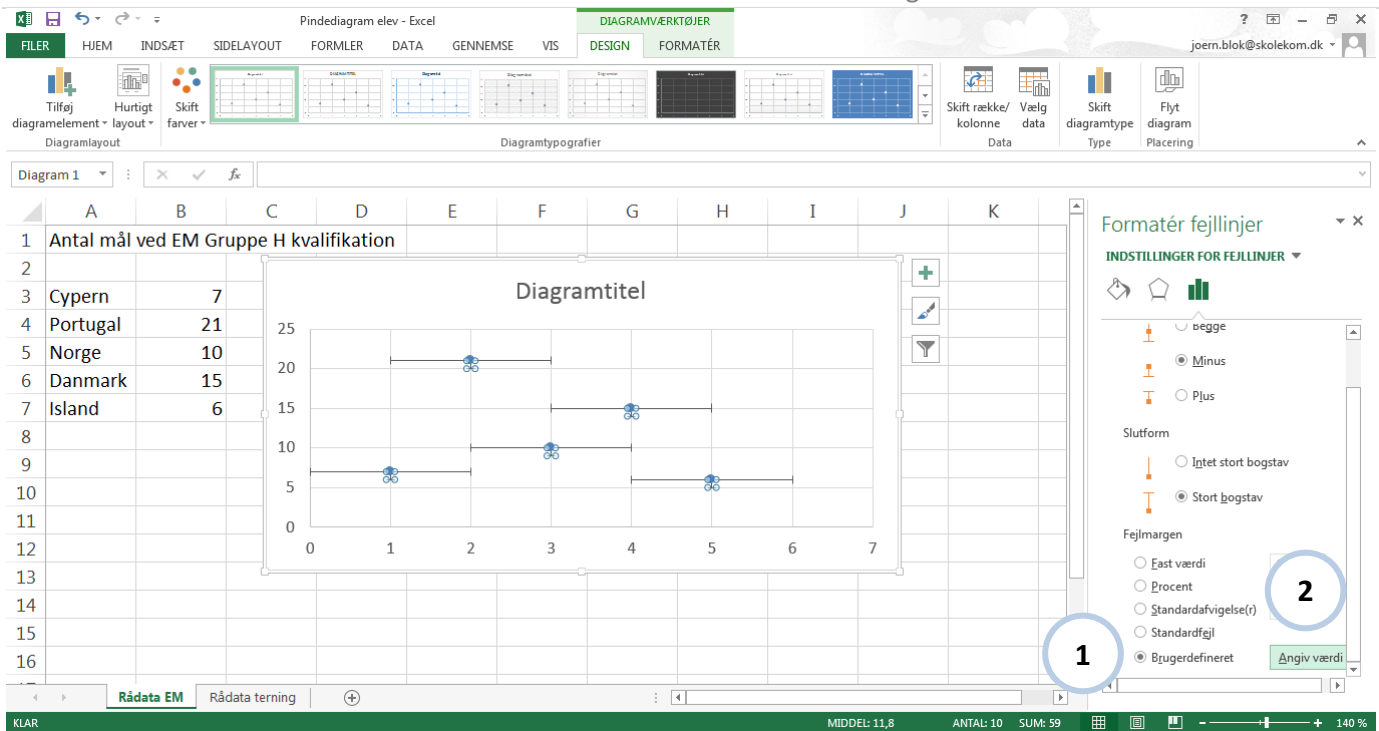 Pindediagram elev - Excel
DIAGRAMVÆRKTØJER
?
FILER HJEM INDSÆT SIDELAYOUT FORMLER DATA GENNEMSE VIS DESIGN FORMATÉR
joern.blok@skolekom.dk
Tilføj diagramelement
Hurtigt layout
Skift farver
Skift række/ kolonne
Vælg data
Skift diagramtype
Flyt diagram
Diagramlayout
Diagramtypografier
Data
Type
Placering
Diagram 1
fx
A B C D E F G H I J K
1 Antal mål ved EM Gruppe H kvalifikation
2
3 Cypern 7
4 Portugal 21
5 Norge 10
6 Danmark 15
7 Island 6
8
9
10
11
12
13
14
15
16
Diagramtitel
25
20
15
10
5
0
0 1 2 3 4 5 6 7
Formatér fejllinjer
INDSTILLINGER FOR FEJLLINJER
Begge
Minus
Plus
Slutform
Intet stort bogstav
Stort bogstav
Fejlmargen
Fast værdi
Procent
Standardafvigelse(r)
Standardfejl
Brugerdefineret
Angiv værdi
1
2
Rådata EM
Rådata terning
KLAR
MIDDEL: 11,8
ANTAL: 10
SUM: 59
140 %